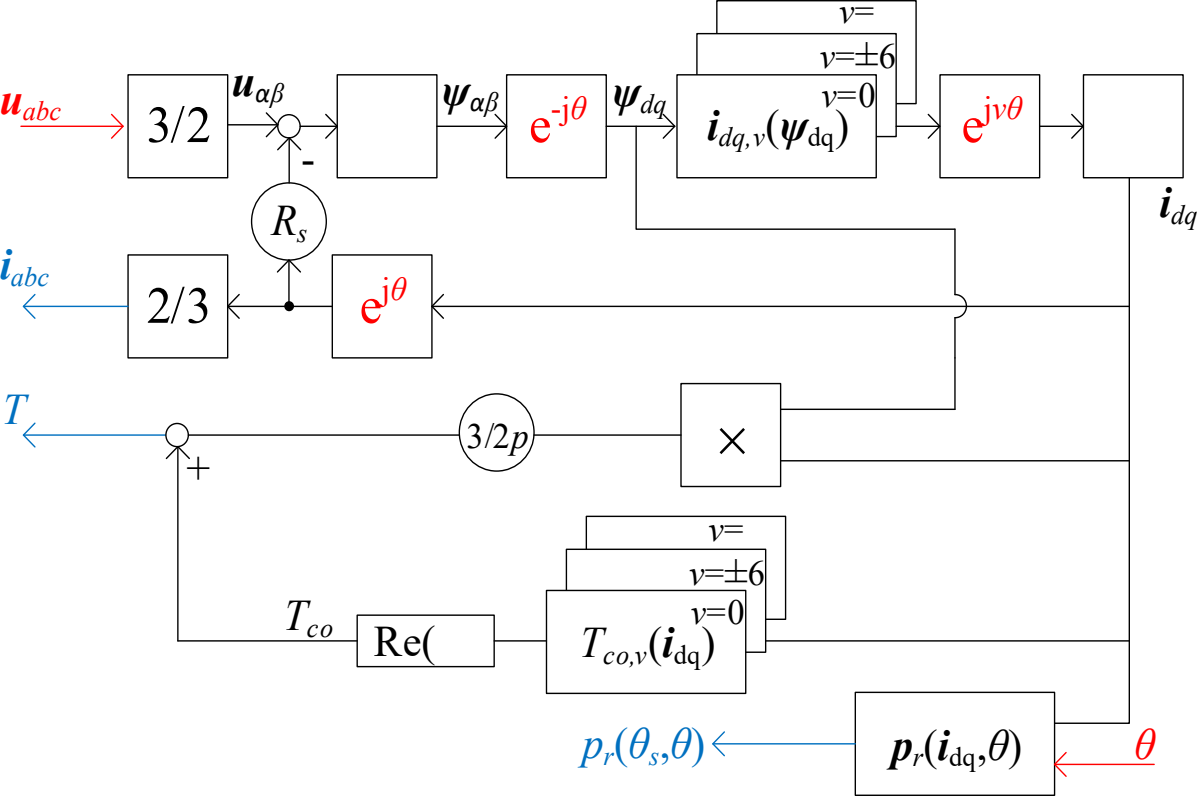 v=
v=±6
v=0
u_abc
3/2
u_αβ
-
ψ_αβ
e^-jθ
ψ_dq
i_dq,v(ψ_dq)
e^jvθ
i_dq
R_s
i_abc
2/3
e^jθ
T
3/2p
×
+
v=
v=±6
v=0
T_co
Re(
T_co,v(i_dq)
p_r(θ_s,θ)
p_r(i_dq,θ)
θ